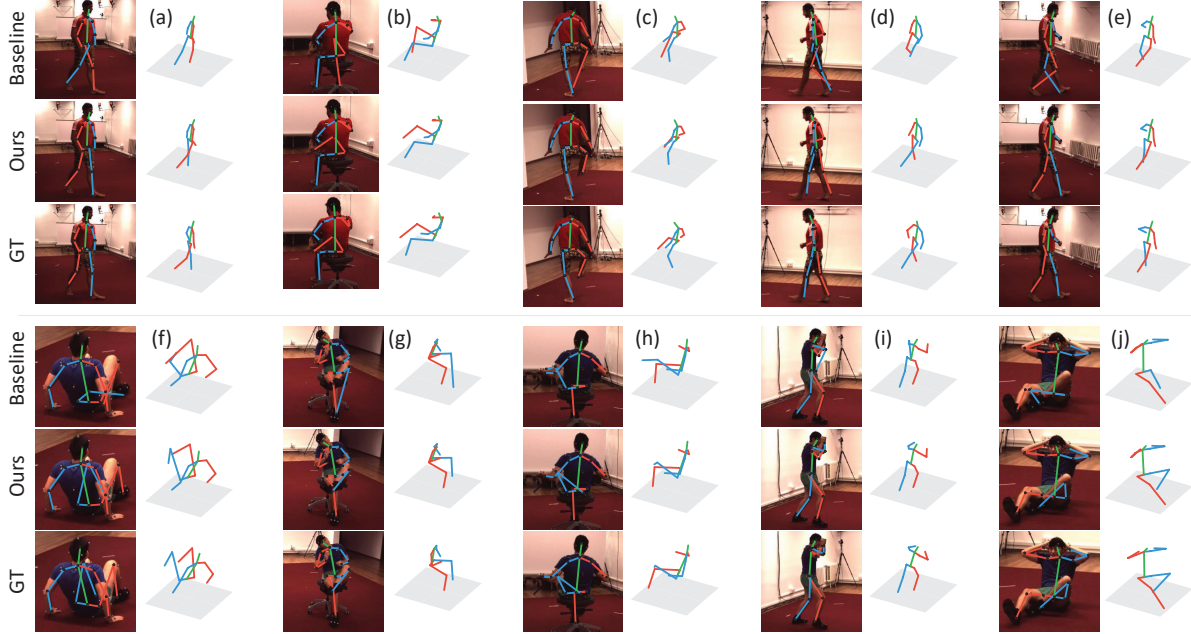 Baseline (a) (b) (c) (d) (e)
Ours
GT
Baseline (f) (g) (h) (i) (j)
Ours
GT